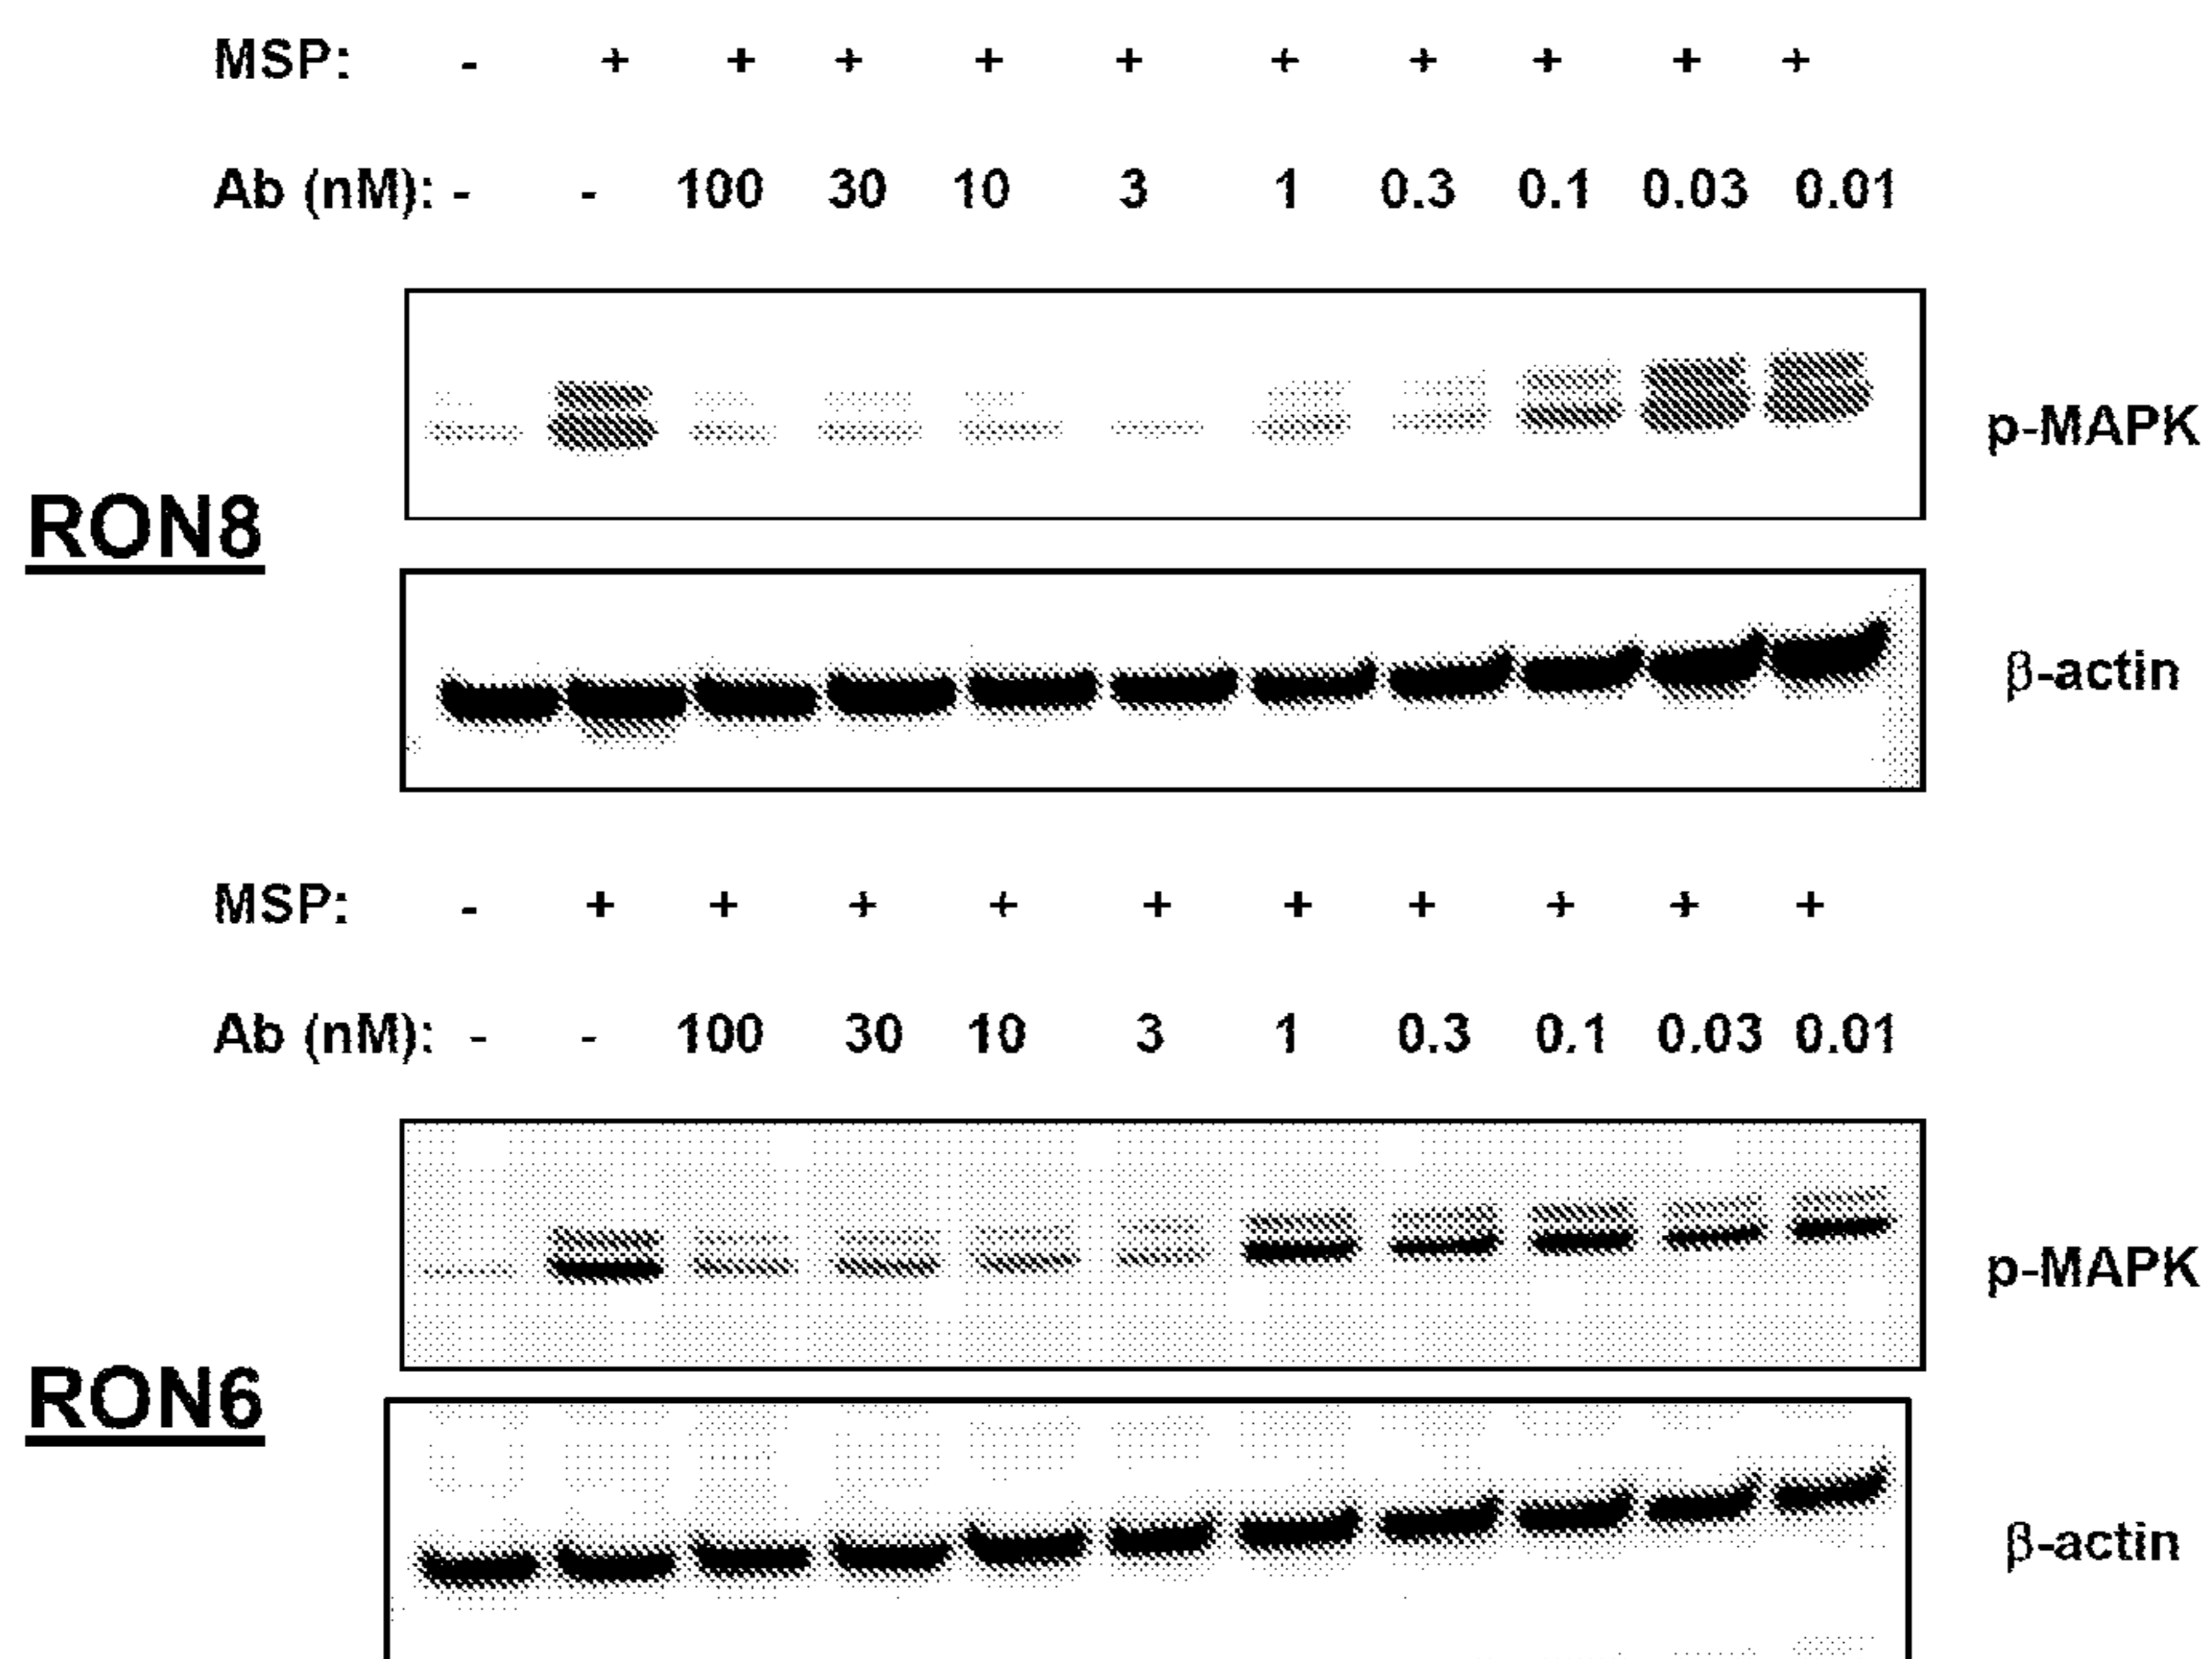 MSP: - + + + + + + + + + +
Ab (nM): - - 100 30 10 3 1 0.3 0.1 0.03 0.01
p-MAPK
RON8
β-actin
MSP: - + + + + + + + + + +
Ab (nM): - - 100 30 10 3 1 0.3 0.1 0.03 0.01
p-MAPK
RON6
β-actin